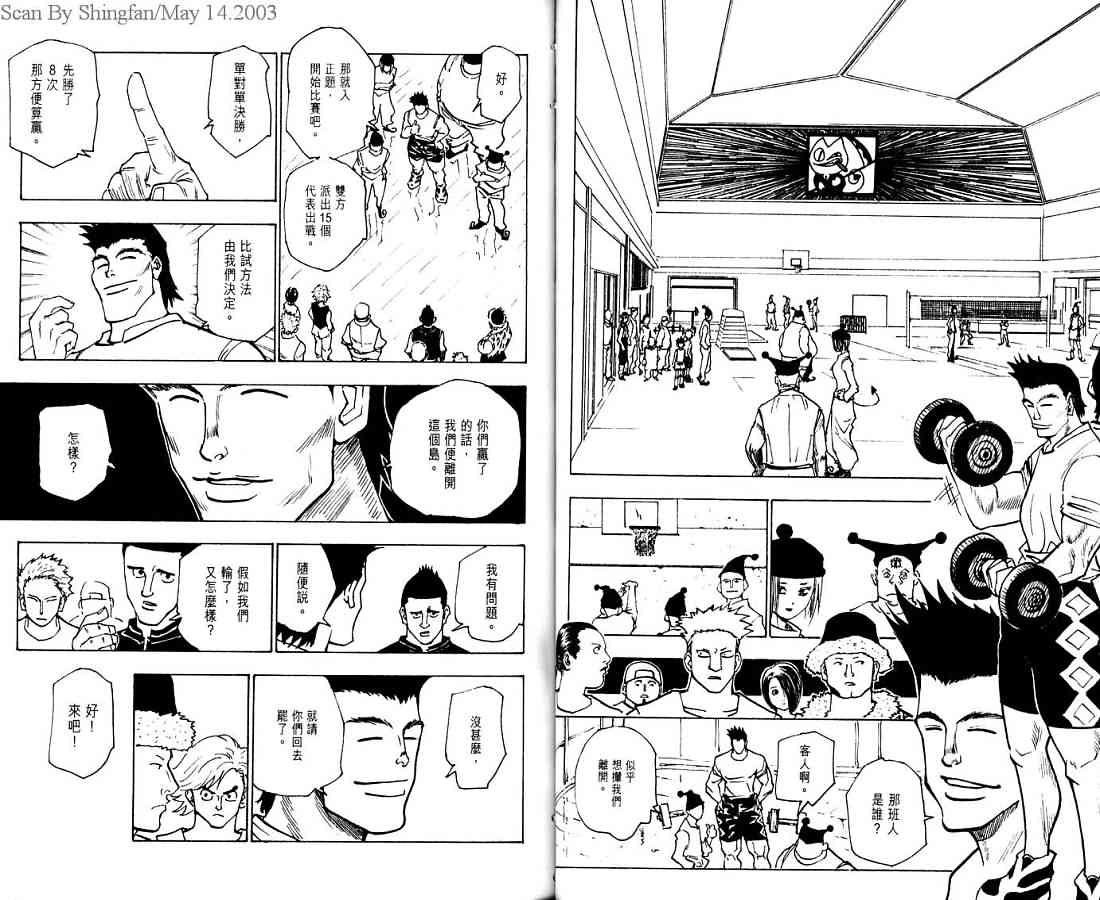 Scan By Shingfan/May 14.2003
那班人
是誰？
客人啊。
似乎
想攆我們
離開。
好。
那就入
正題，
開始比賽吧。
雙方
派出15個
代表出戰。
單對單決勝，
先勝了
8次
那方便算贏。
比試方法
由我們決定。
你們贏了
的話，
我們便離開
這個島。
怎樣？
我有問題。
隨便說。
假如我們
輸了，
又怎麼樣？
沒甚麼，
就請
你們回去
罷了。
好！
來吧！